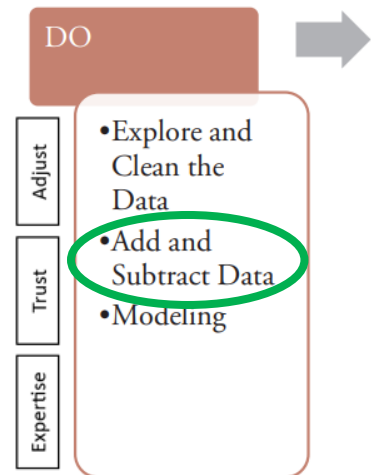 DO
Adjust
Trust
Expertise
•Explore and
Clean the
Data
•Add and
Subtract Data
•Modeling